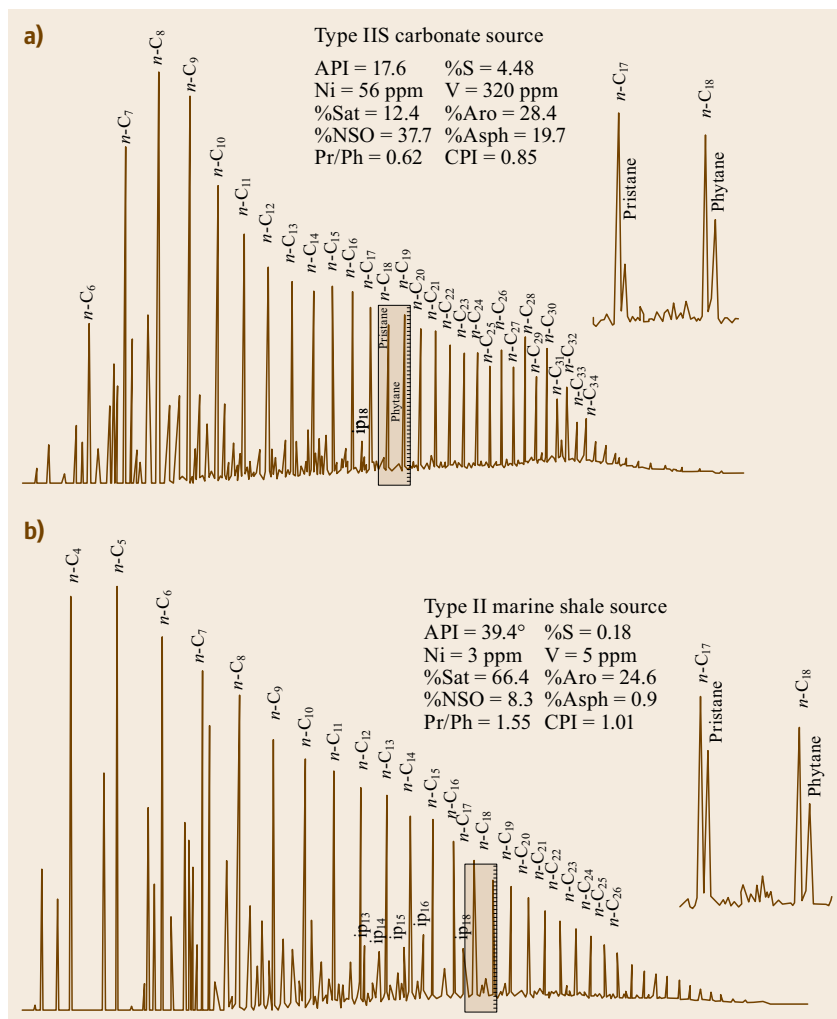 a)
Type IIS carbonate source
API = 17.6 %S = 4.48
Ni = 56 ppm V = 320 ppm
%Sat = 12.4 %Aro = 28.4
%NSO = 37.7 %Asph = 19.7
Pr/Ph = 0.62 CPI = 0.85
n-C₆
n-C₇
n-C₈
n-C₉
n-C₁₀
n-C₁₁
n-C₁₂
n-C₁₃
n-C₁₄
n-C₁₅
n-C₁₆
ip₁₈
n-C₁₇
Pristane
n-C₁₈
Phytane
n-C₁₉
n-C₂₀
n-C₂₁
n-C₂₂
n-C₂₃
n-C₂₄
n-C₂₅
n-C₂₆
n-C₂₇
n-C₂₈
n-C₂₉
n-C₃₀
n-C₃₁
n-C₃₂
n-C₃₃
n-C₃₄
n-C₁₇
Pristane
n-C₁₈
Phytane
b)
Type II marine shale source
API = 39.4° %S = 0.18
Ni = 3 ppm V = 5 ppm
%Sat = 66.4 %Aro = 24.6
%NSO = 8.3 %Asph = 0.9
Pr/Ph = 1.55 CPI = 1.01
n-C₄
n-C₅
n-C₆
n-C₇
n-C₈
n-C₉
n-C₁₀
n-C₁₁
n-C₁₂
ip₁₃
ip₁₄
n-C₁₃
ip₁₅
n-C₁₄
ip₁₆
n-C₁₅
n-C₁₆
ip₁₈
n-C₁₇
n-C₁₈
n-C₁₉
n-C₂₀
n-C₂₁
n-C₂₂
n-C₂₃
n-C₂₄
n-C₂₅
n-C₂₆
n-C₁₇
Pristane
n-C₁₈
Phytane